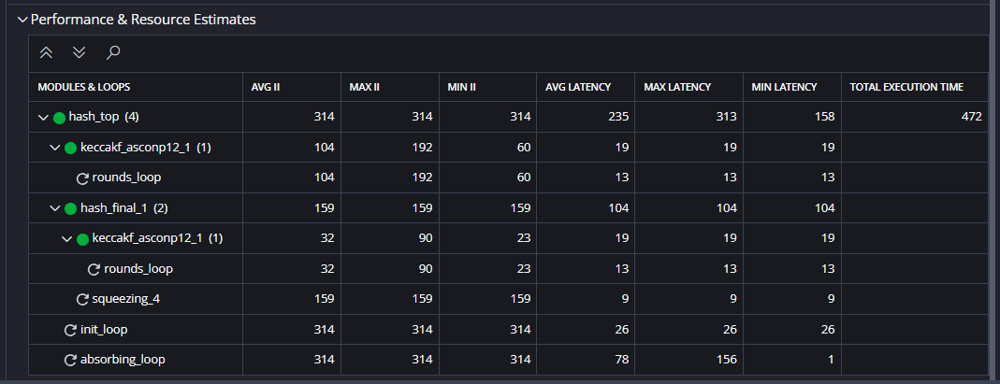 Performance & Resource Estimates
MODULES & LOOPS AVG II MAX II MIN II AVG LATENCY MAX LATENCY MIN LATENCY TOTAL EXECUTION TIME
hash_top (4) 314 314 314 235 313 158 472
keccakf_asconp12_1 (1) 104 192 60 19 19 19
rounds_loop 104 192 60 13 13 13
hash_final_1 (2) 159 159 159 104 104 104
keccakf_asconp12_1 (1) 32 90 23 19 19 19
rounds_loop 32 90 23 13 13 13
squeezing_4 159 159 159 9 9 9
init_loop 314 314 314 26 26 26
absorbing_loop 314 314 314 78 156 1